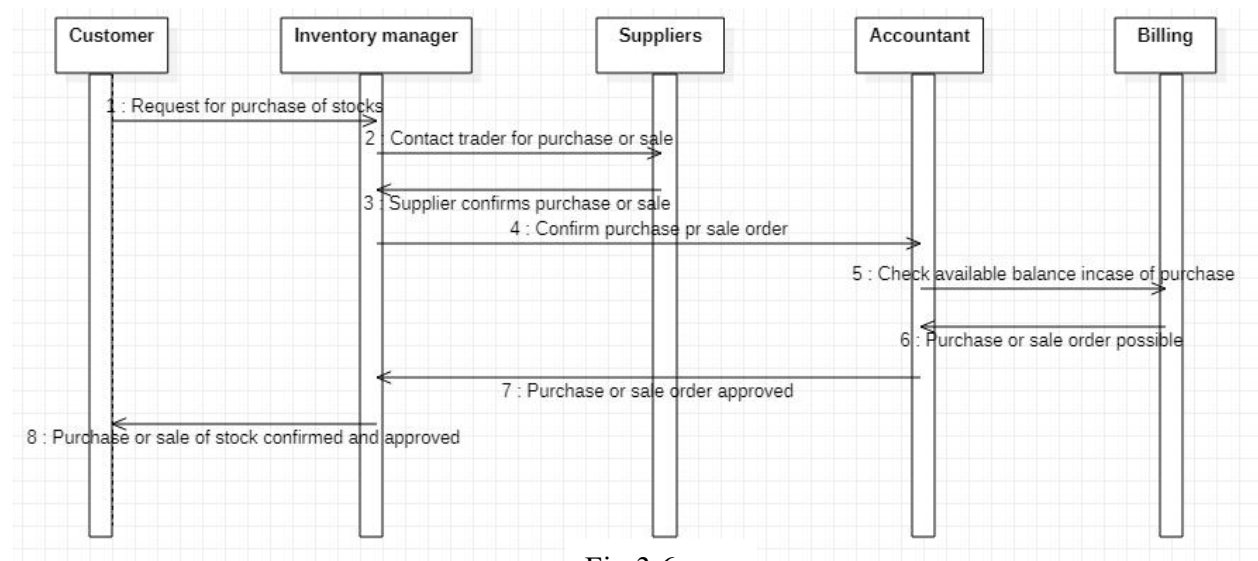 Customer
Inventory manager
Suppliers
Accountant
Billing
1 : Request for purchase of stocks
2 : Contact trader for purchase or sale
3 : Supplier confirms purchase or sale
4 : Confirm purchase pr sale order
5 : Check available balance incase of purchase
6 : Purchase or sale order possible
7 : Purchase or sale order approved
8 : Purchase or sale of stock confirmed and approved